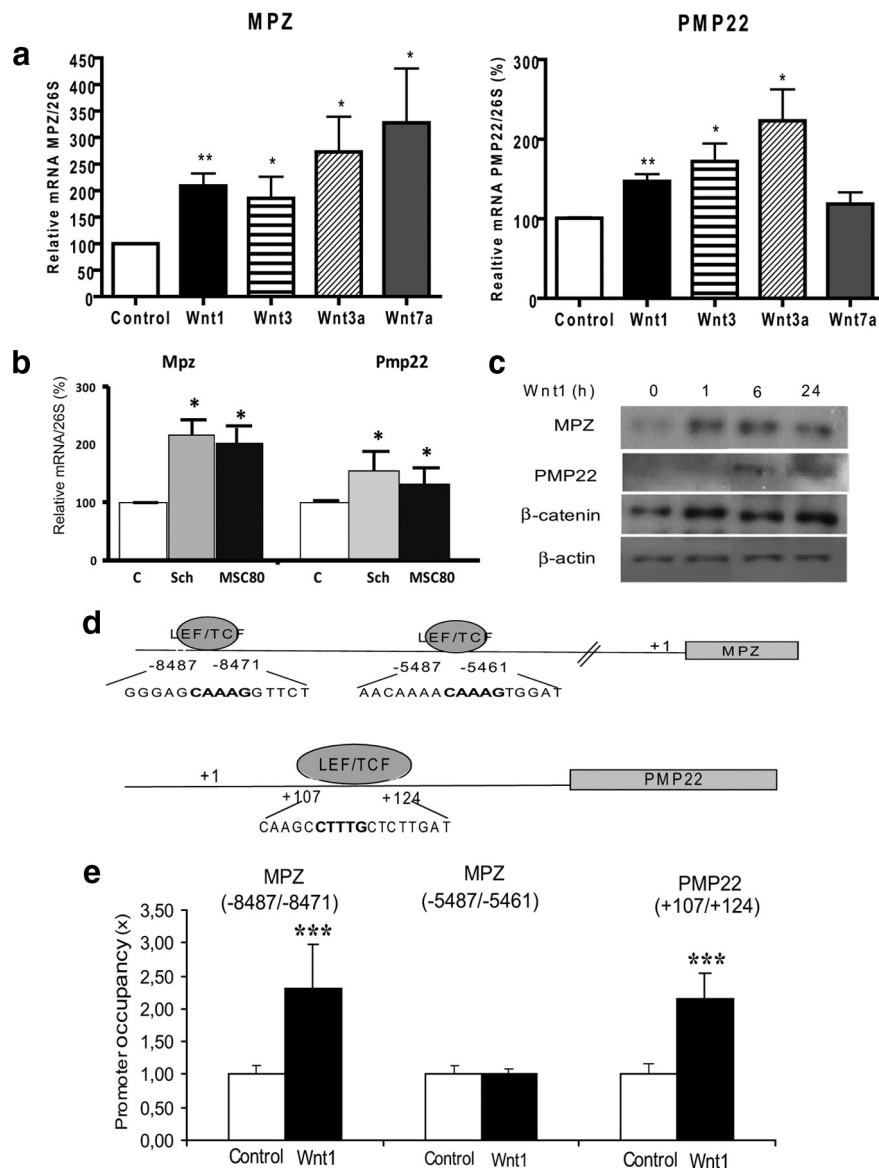 MPZ
PMP22
a
Relative mRNA MPZ/26S
450
400
350
300
250
200
150
100
50
0
**
*
*
*
Control Wnt1 Wnt3 Wnt3a Wnt7a
Realtive mRNA PMP22/26S (%)
300
200
100
0
**
*
*
Control Wnt1 Wnt3 Wnt3a Wnt7a
b
Mpz Pmp22
Relative mRNA/26S (%)
300
200
100
0
* *
* *
C Sch MSC80 C Sch MSC80
c
Wnt1 (h) 0 1 6 24
MPZ
PMP22
β-catenin
β-actin
d
LEF/TCF LEF/TCF
-8487 -8471 -5487 -5461 +1 MPZ
GGGAGCAAAGGTTCT AACAAAACAAAGTGGAT
LEF/TCF
+1 PMP22
+107 +124
CAAGCCTTTGCTCTTGAT
e
MPZ MPZ PMP22
(-8487/-8471) (-5487/-5461) (+107/+124)
Promoter occupancy (x)
3,50
3,00
2,50
2,00
1,50
1,00
0,50
0,00
*** ***
Control Wnt1 Control Wnt1 Control Wnt1